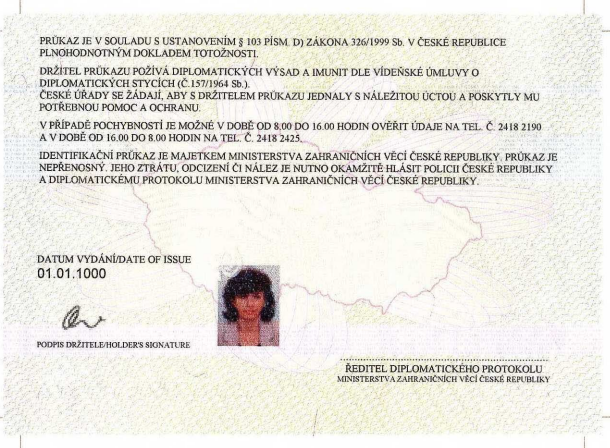 PRŮKAZ JE V SOULADU S USTANOVENÍM § 103 PÍSM. D) ZÁKONA 326/1999 Sb. V ČESKÉ REPUBLICE
PLNOHODNOTNÝM DOKLADEM TOTOŽNOSTI.
DRŽITEL PRŮKAZU POŽÍVÁ DIPLOMATICKÝCH VÝSAD A IMUNIT DLE VÍDEŇSKÉ ÚMLUVY O
DIPLOMATICKÝCH STYCÍCH (Č.157/1964 Sb.).
ČESKÉ ÚŘADY SE ŽÁDAJÍ, ABY S DRŽITELEM PRŮKAZU JEDNALY S NÁLEŽITOU ÚCTOU A POSKYTLY MU
POTŘEBNOU POMOC A OCHRANU.
V PŘÍPADĚ POCHYBNOSTÍ JE MOŽNÉ V DOBĚ OD 8.00 DO 16.00 HODIN OVĚŘIT ÚDAJE NA TEL. Č. 2418 2190
A V DOBĚ OD 16.00 DO 8.00 HODIN NA TEL. Č. 2418 2425.
IDENTIFIKAČNÍ PRŮKAZ JE MAJETKEM MINISTERSTVA ZAHRANIČNÍCH VĚCÍ ČESKÉ REPUBLIKY. PRŮKAZ JE
NEPŘENOSNÝ. JEHO ZTRÁTU, ODCIZENÍ ČI NÁLEZ JE NUTNO OKAMŽITĚ HLÁSIT POLICII ČESKÉ REPUBLIKY
A DIPLOMATICKÉMU PROTOKOLU MINISTERSTVA ZAHRANIČNÍCH VĚCÍ ČESKÉ REPUBLIKY.
DATUM VYDÁNÍ/DATE OF ISSUE
01.01.1000
PODPIS DRŽITELE/HOLDER'S SIGNATURE
ŘEDITEL DIPLOMATICKÉHO PROTOKOLU
MINISTERSTVA ZAHRANIČNÍCH VĚCÍ ČESKÉ REPUBLIKY